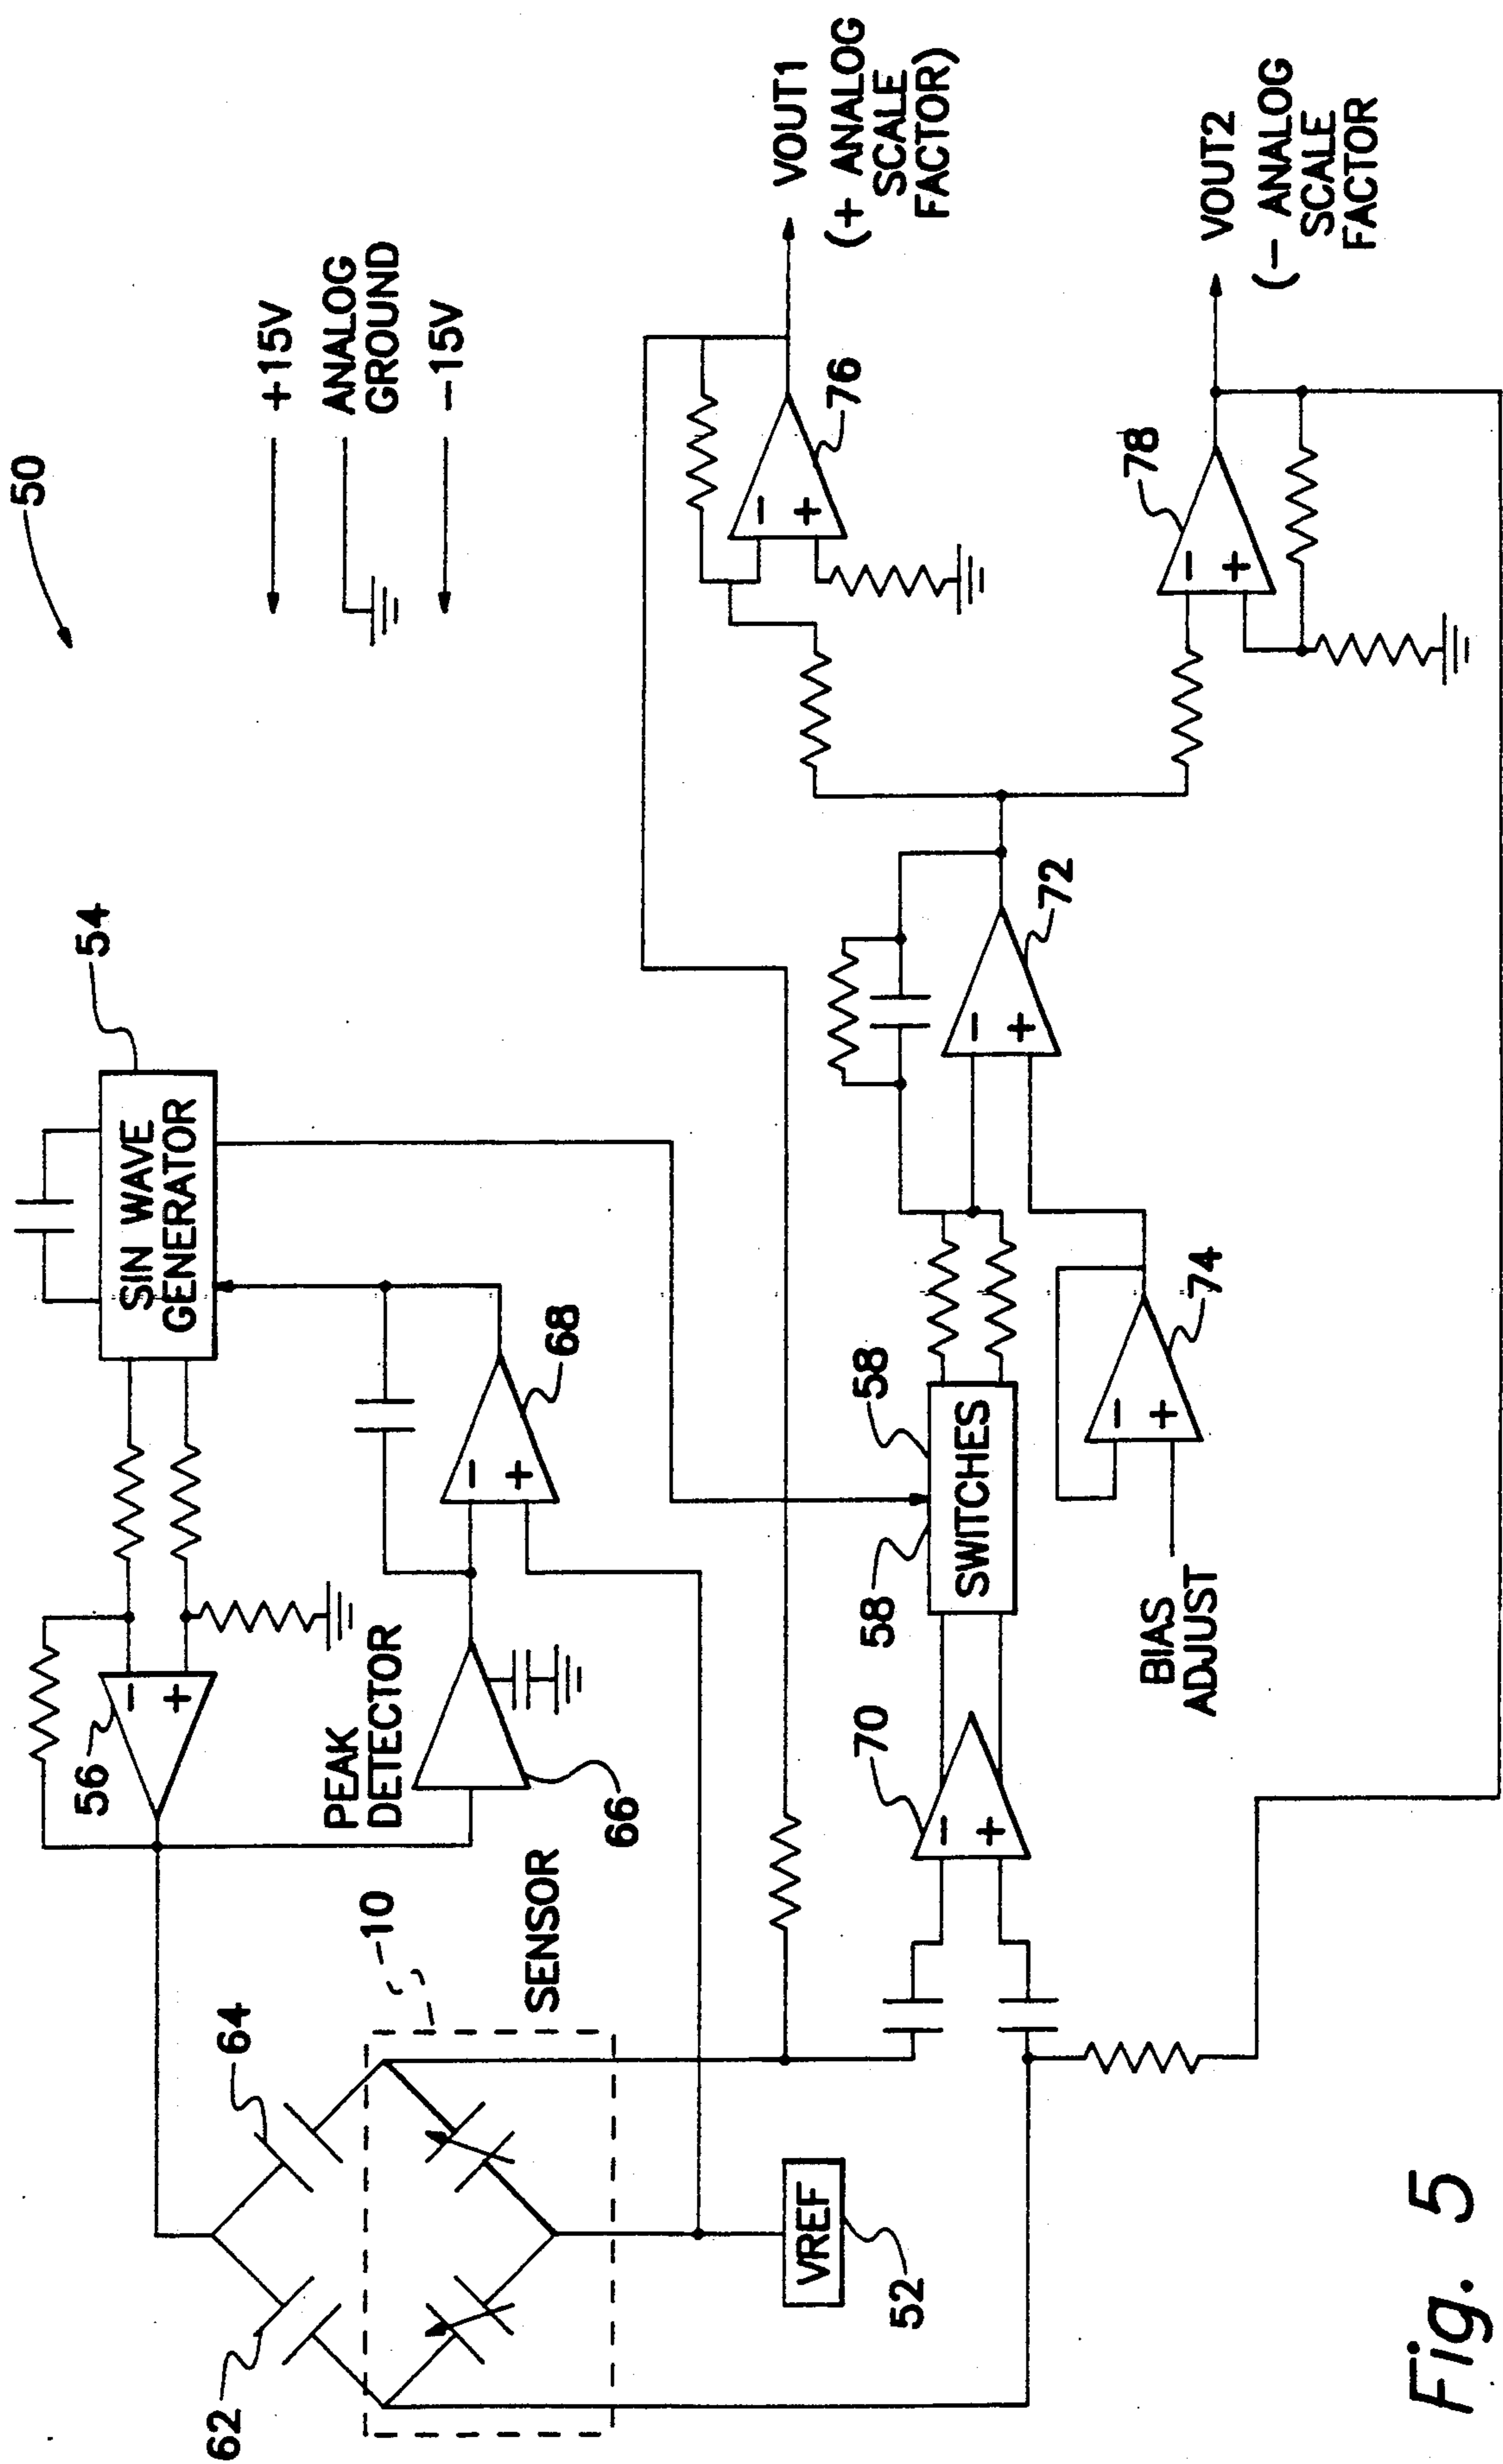 50
+15V
ANALOG
GROUND
-15V
54
SIN WAVE
GENERATOR
56
-
+
PEAK
DETECTOR
66
-
+
68
64
62
10
SENSOR
VREF
52
70
-
+
58
58
SWITCHES
BIAS
ADJUST
-
+
74
-
+
72
-
+
76
VOUT1
(+ ANALOG
SCALE
FACTOR)
-
+
78
VOUT2
(- ANALOG
SCALE
FACTOR
Fig. 5